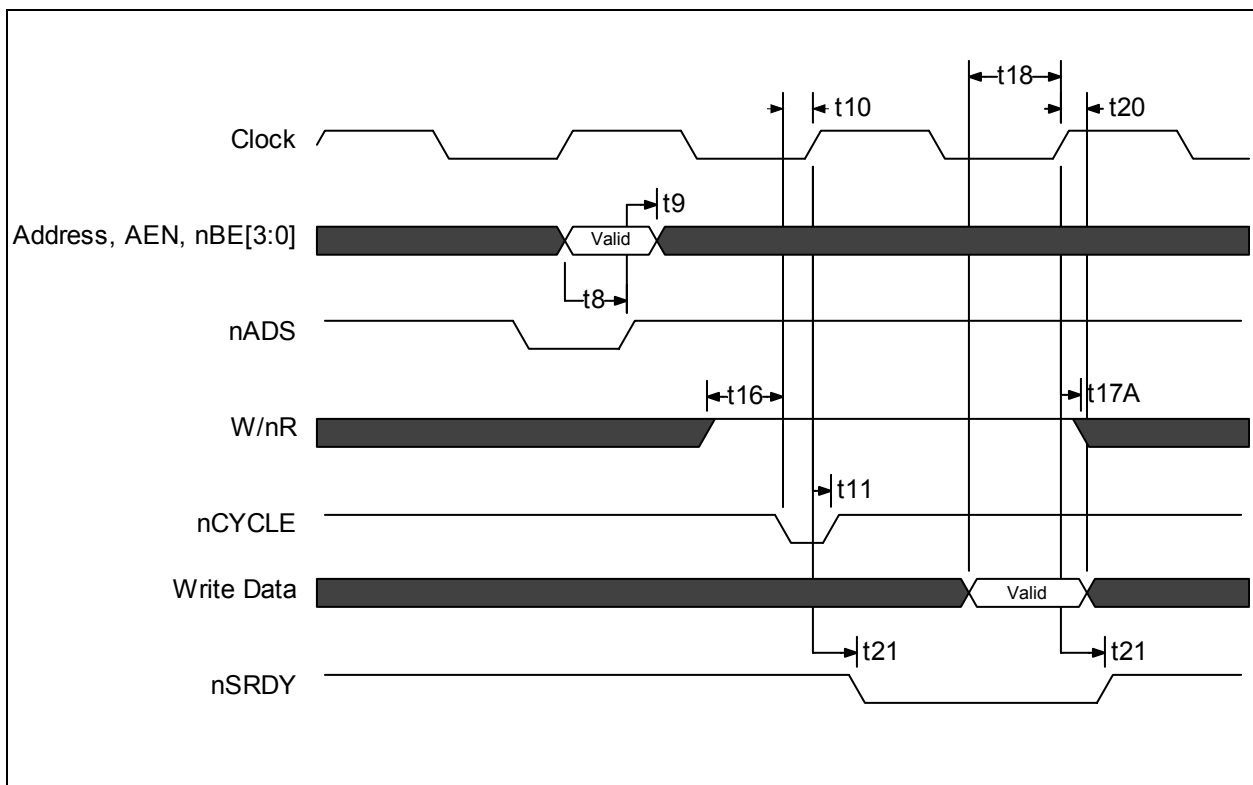 t18
t10
t20
Clock
t9
Address, AEN, nBE[3:0]
Valid
t8
nADS
t16
t17A
W/nR
t11
nCYCLE
Write Data
Valid
t21
t21
nSRDY